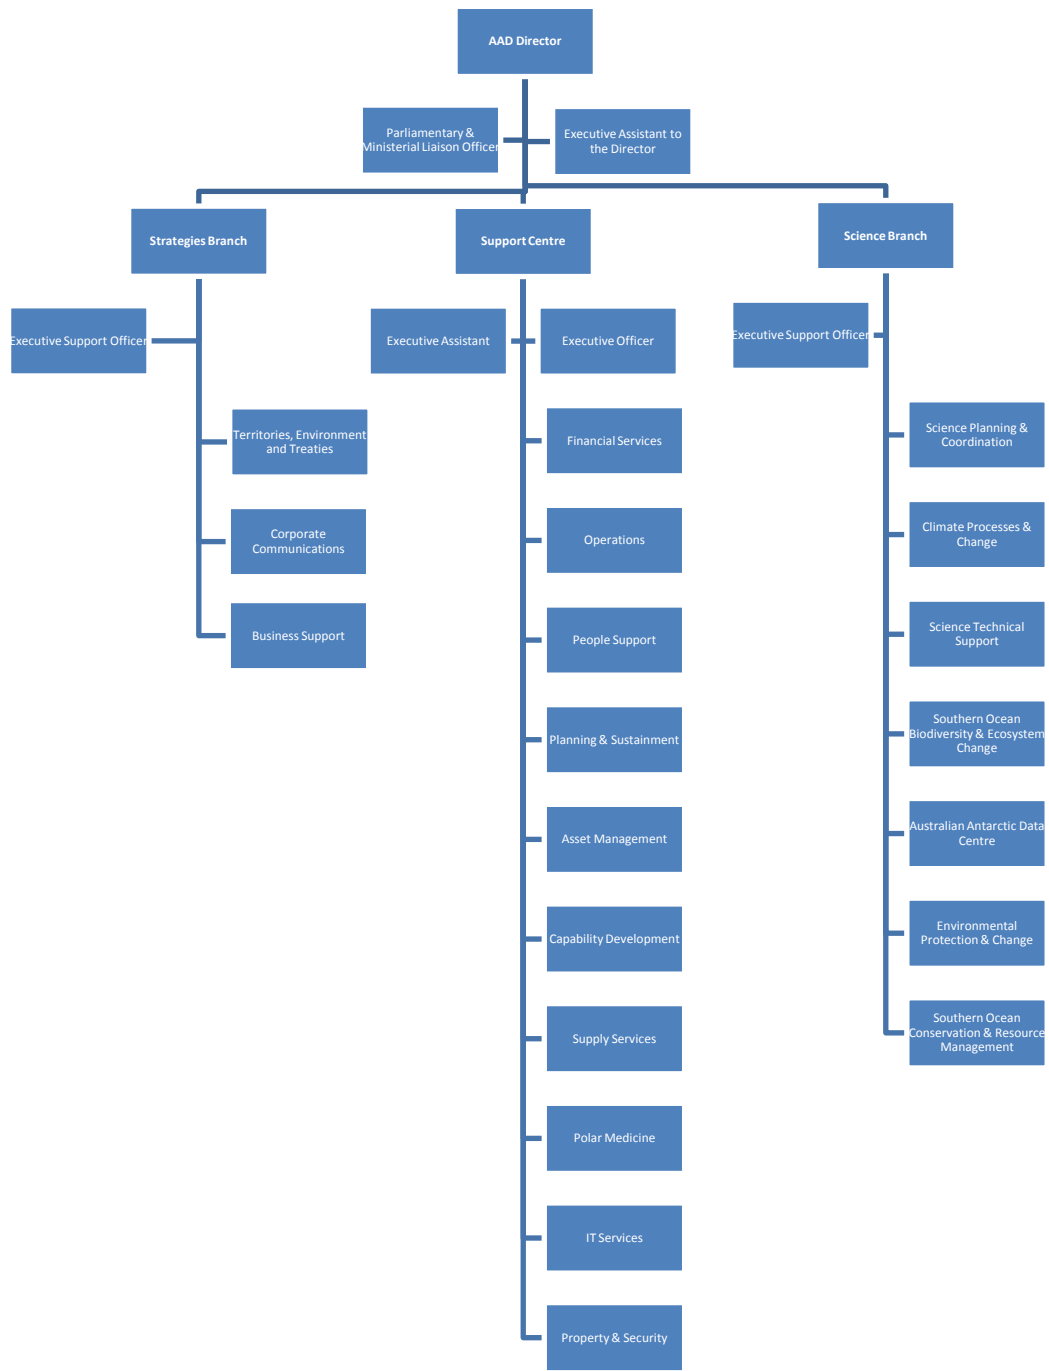 AAD Director
Parliamentary &
Ministerial Liaison Officer
Executive Assistant to
the Director
Strategies Branch
Support Centre
Science Branch
Executive Support Officer
Executive Assistant
Executive Officer
Executive Support Officer
Territories, Environment
and Treaties
Corporate
Communications
Business Support
Financial Services
Operations
People Support
Planning & Sustainment
Asset Management
Capability Development
Supply Services
Polar Medicine
IT Services
Property & Security
Science Planning &
Coordination
Climate Processes &
Change
Science Technical
Support
Southern Ocean
Biodiversity & Ecosystem
Change
Australian Antarctic Data
Centre
Environmental
Protection & Change
Southern Ocean
Conservation & Resource
Management